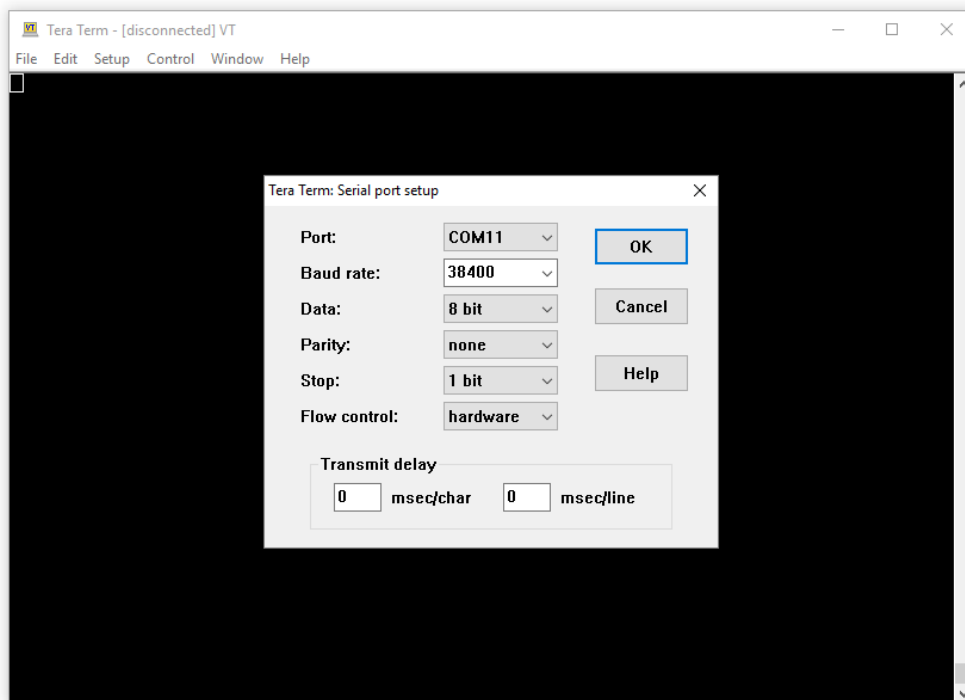 VT Tera Term - [disconnected] VT
File Edit Setup Control Window Help
Tera Term: Serial port setup
Port: COM11 OK
Baud rate: 38400
Data: 8 bit Cancel
Parity: none
Stop: 1 bit Help
Flow control: hardware
Transmit delay
0 msec/char 0 msec/line